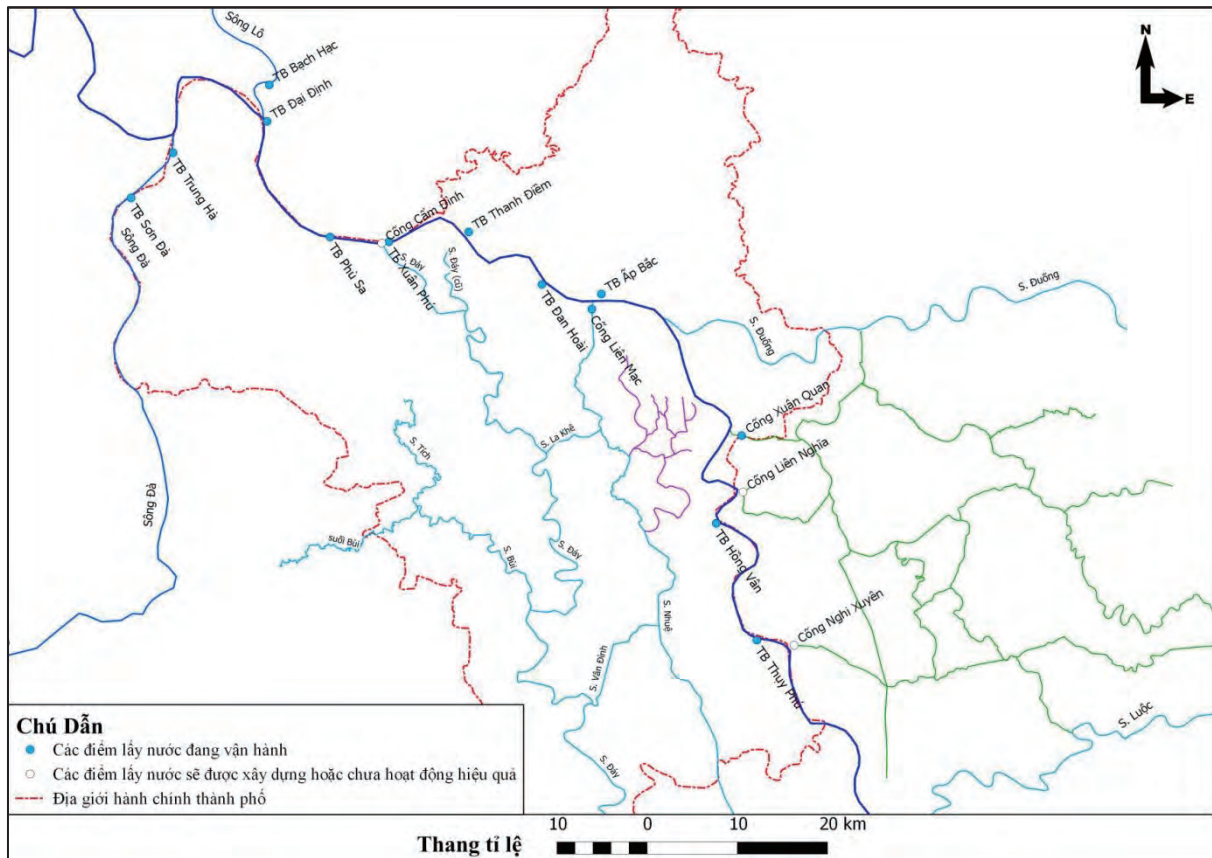 Sông Lô
TB Bạch Hạc
TB Đại Định
TB Trung Hà
TB Sơn Đà
Sông Đà
TB Phù Sa
Cống Cẩm Đình
TB Xuân Phú
S. Đáy
S. Đáy (cũ)
TB Thanh Điềm
TB Đan Hoài
TB Ấp Bắc
Cống Liên Mạc
S. Đuống
S. Đuống
Cống Xuân Quan
Cống Liên Nghĩa
S. La Khê
S. Tích
suối Bùi
S. Bùi
S. Đáy
Sông Đà
TB Hồng Vân
S. Nhuệ
S. Vân Đình
Cống Nghi Xuyên
TB Thụy Phú
S. Luộc
S. Đáy
N
E
Chú Dẫn
Các điểm lấy nước đang vận hành
Các điểm lấy nước sẽ được xây dựng hoặc chưa hoạt động hiệu quả
Địa giới hành chính thành phố
Thang tỉ lệ
10 0 10 20 km